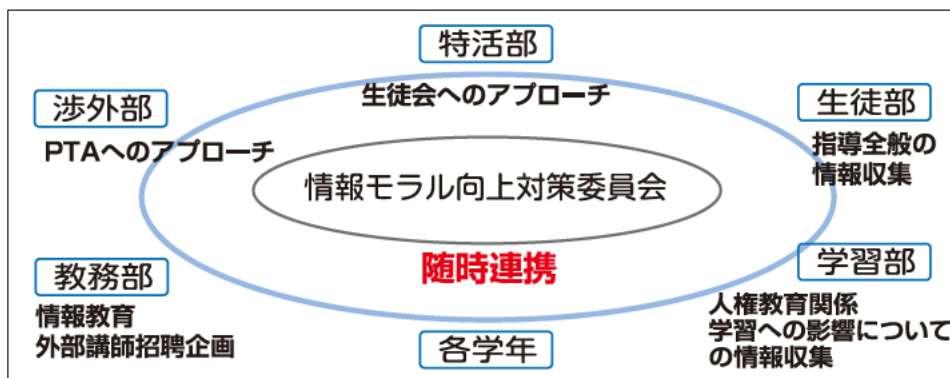 特活部
生徒会へのアプローチ
渉外部
PTAへのアプローチ
生徒部
指導全般の
情報収集
情報モラル向上対策委員会
随時連携
教務部
情報教育
外部講師招聘企画
各学年
学習部
人権教育関係
学習への影響について
の情報収集